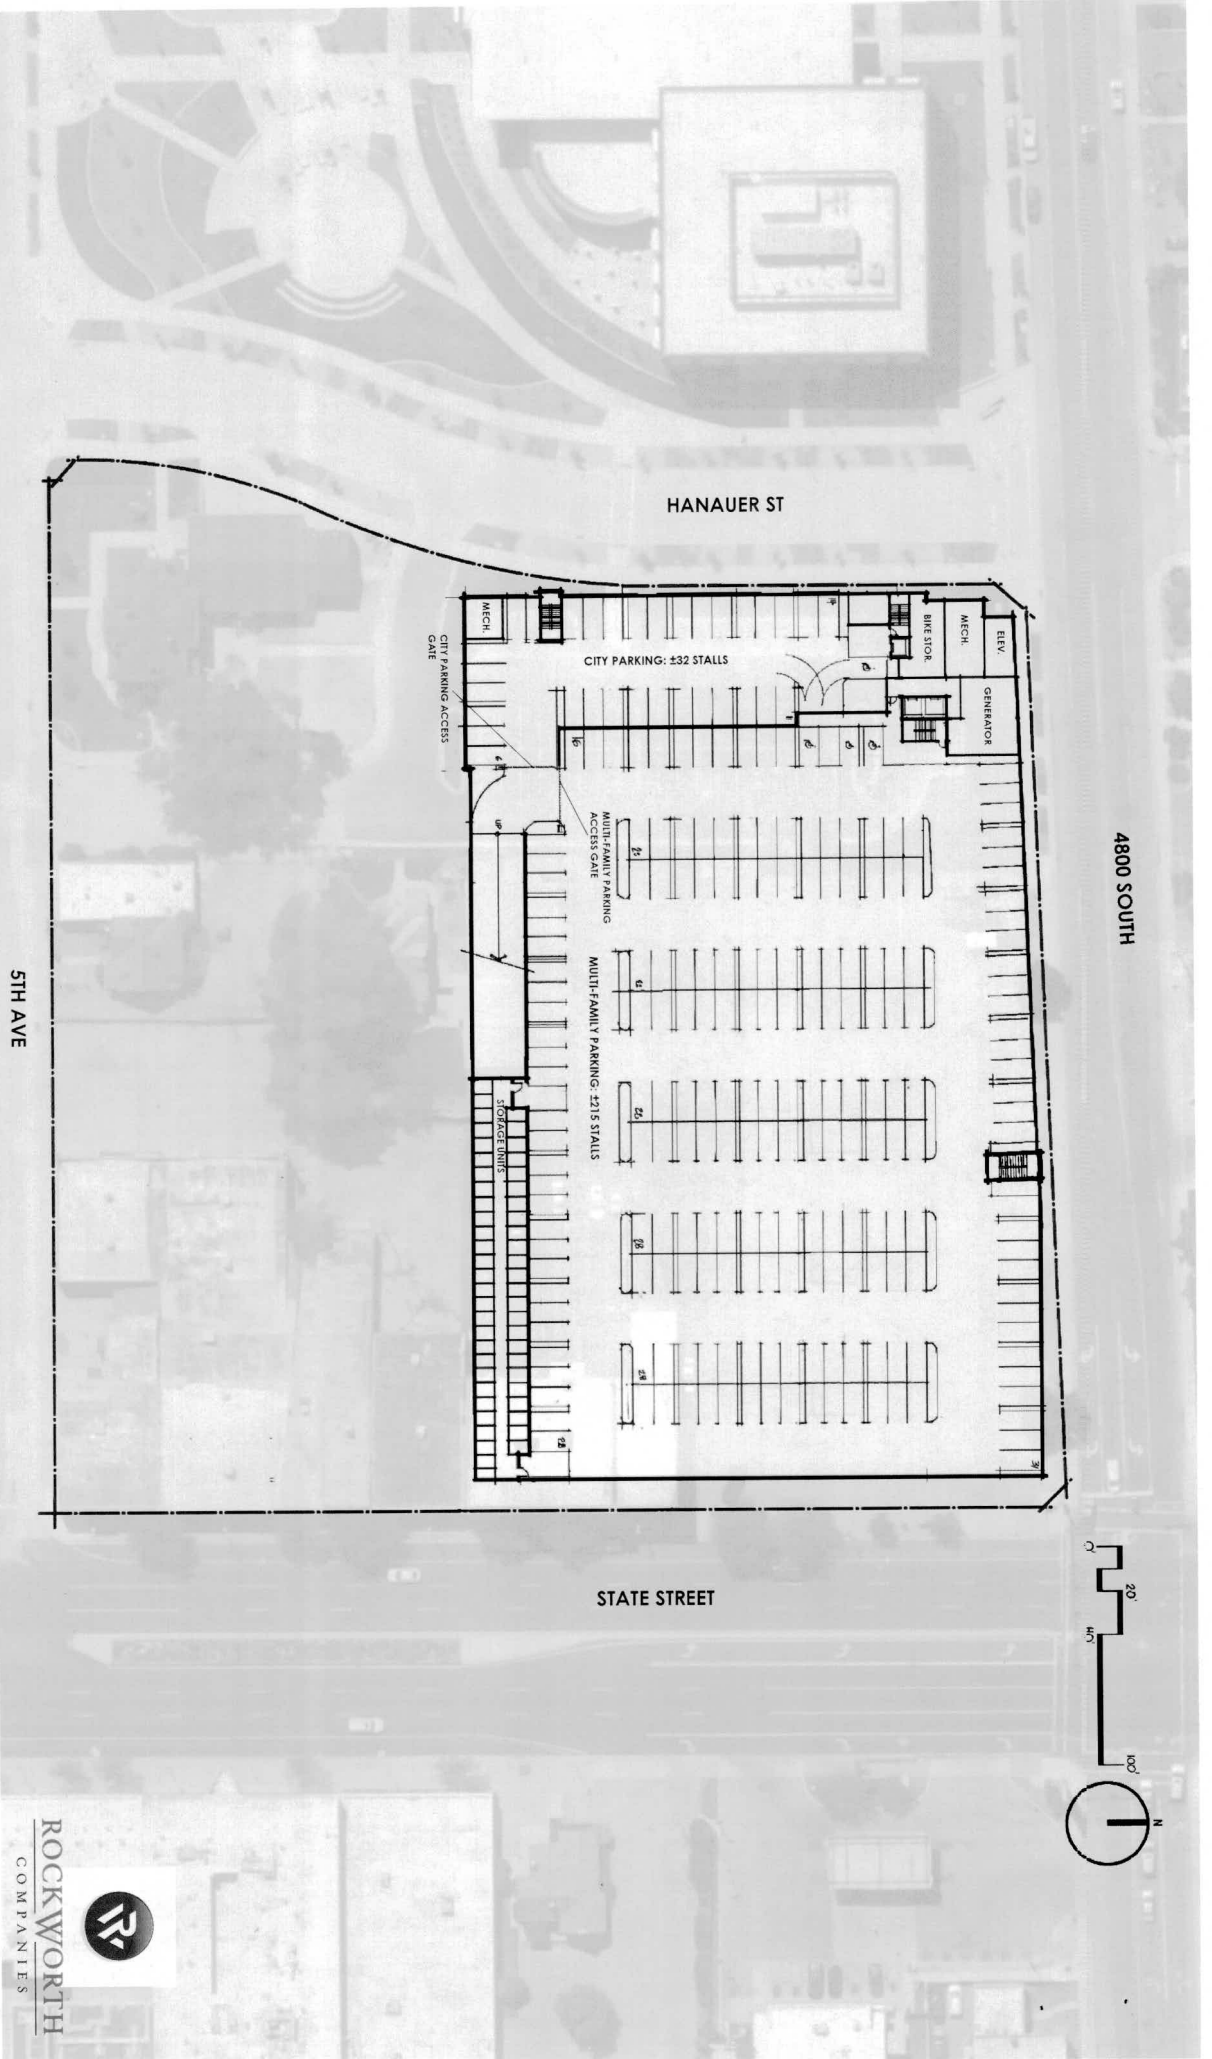 HANAUER ST
4800 SOUTH
ELEV.
MECH.
BIKE STOR.
GENERATOR
MECH.
CITY PARKING: ±32 STALLS
CITY PARKING ACCESS
GATE
UP
MULTI-FAMILY PARKING
ACCESS GATE
MULTI-FAMILY PARKING: ±215 STALLS
STORAGE UNITS
5TH AVE
STATE STREET
0'
20'
40'
100'
N
ROCKWORTH
COMPANIES